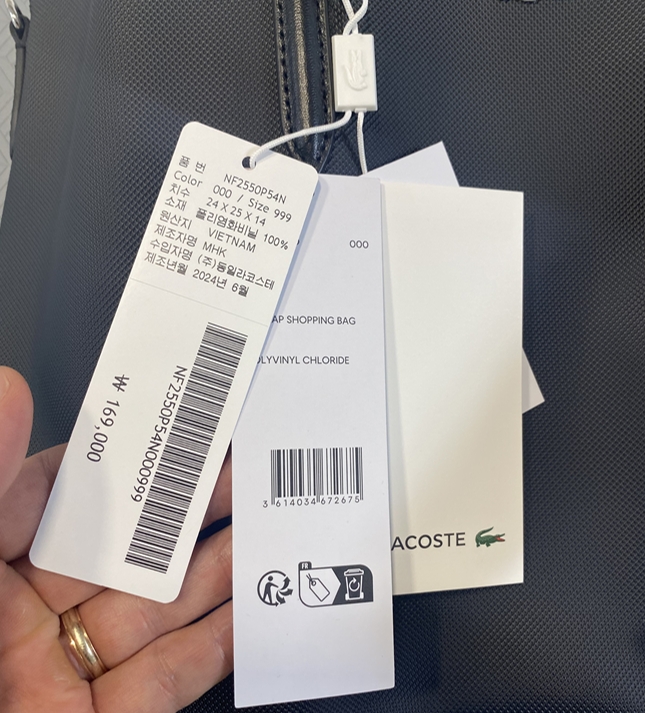 품 번 NF2550P54N
Color 000 / Size 999
치수 24 X 25 X 14
소재 폴리염화비닐 100%
원산지 VIETNAM
제조자명 MHK
수입자명 (주)동일라코스테
제조년월 2024년 6월
NF2550P54N000999
₩ 169,000
000
AP SHOPPING BAG
OLYVINYL CHLORIDE
3 614034 672675
FR
ACOSTE